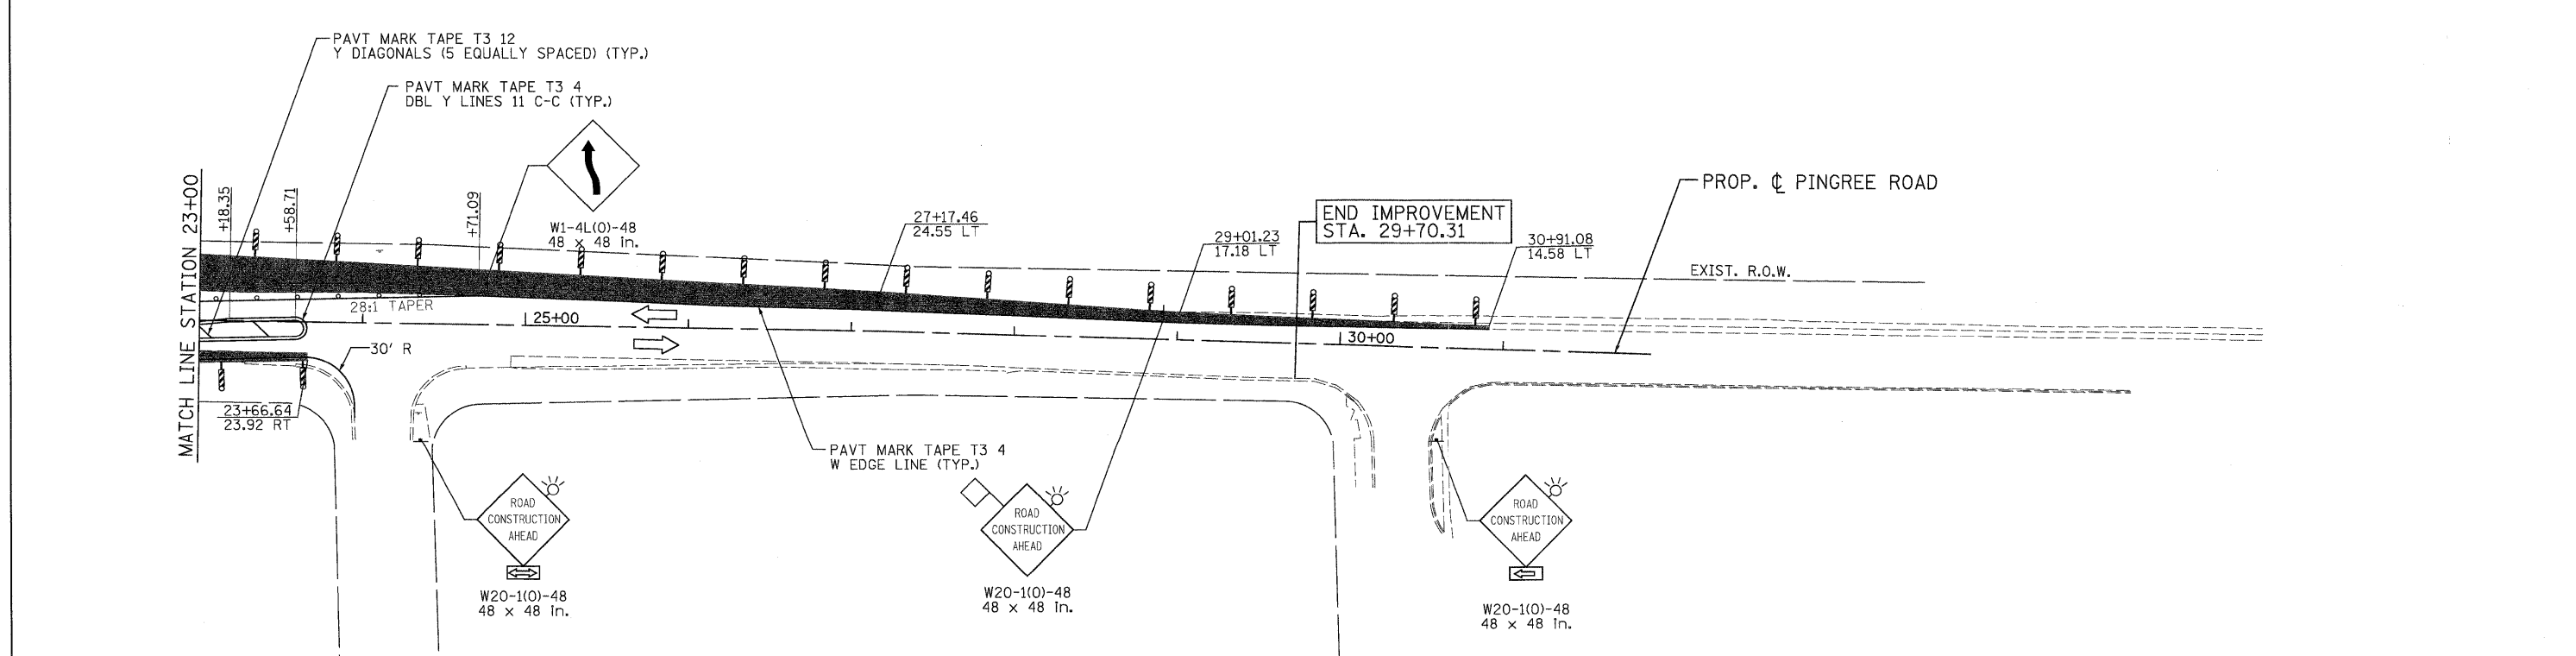 PAVT MARK TAPE T3 12
Y DIAGONALS (5 EQUALLY SPACED) (TYP.)
PAVT MARK TAPE T3 4
DBL Y LINES 11 C-C (TYP.)
W1-4L(O)-48
48 x 48 in.
MATCH LINE STATION 23+00
+18.35
+58.71
+71.09
27+17.46
24.55 LT
29+01.23
17.18 LT
END IMPROVEMENT
STA. 29+70.31
30+91.08
14.58 LT
PROP. ℄ PINGREE ROAD
EXIST. R.O.W.
28:1 TAPER
25+00
30+00
30' R
23+66.64
23.92 RT
PAVT MARK TAPE T3 4
W EDGE LINE (TYP.)
ROAD
CONSTRUCTION
AHEAD
W20-1(O)-48
48 x 48 in.
ROAD
CONSTRUCTION
AHEAD
W20-1(O)-48
48 x 48 in.
ROAD
CONSTRUCTION
AHEAD
W20-1(O)-48
48 x 48 in.